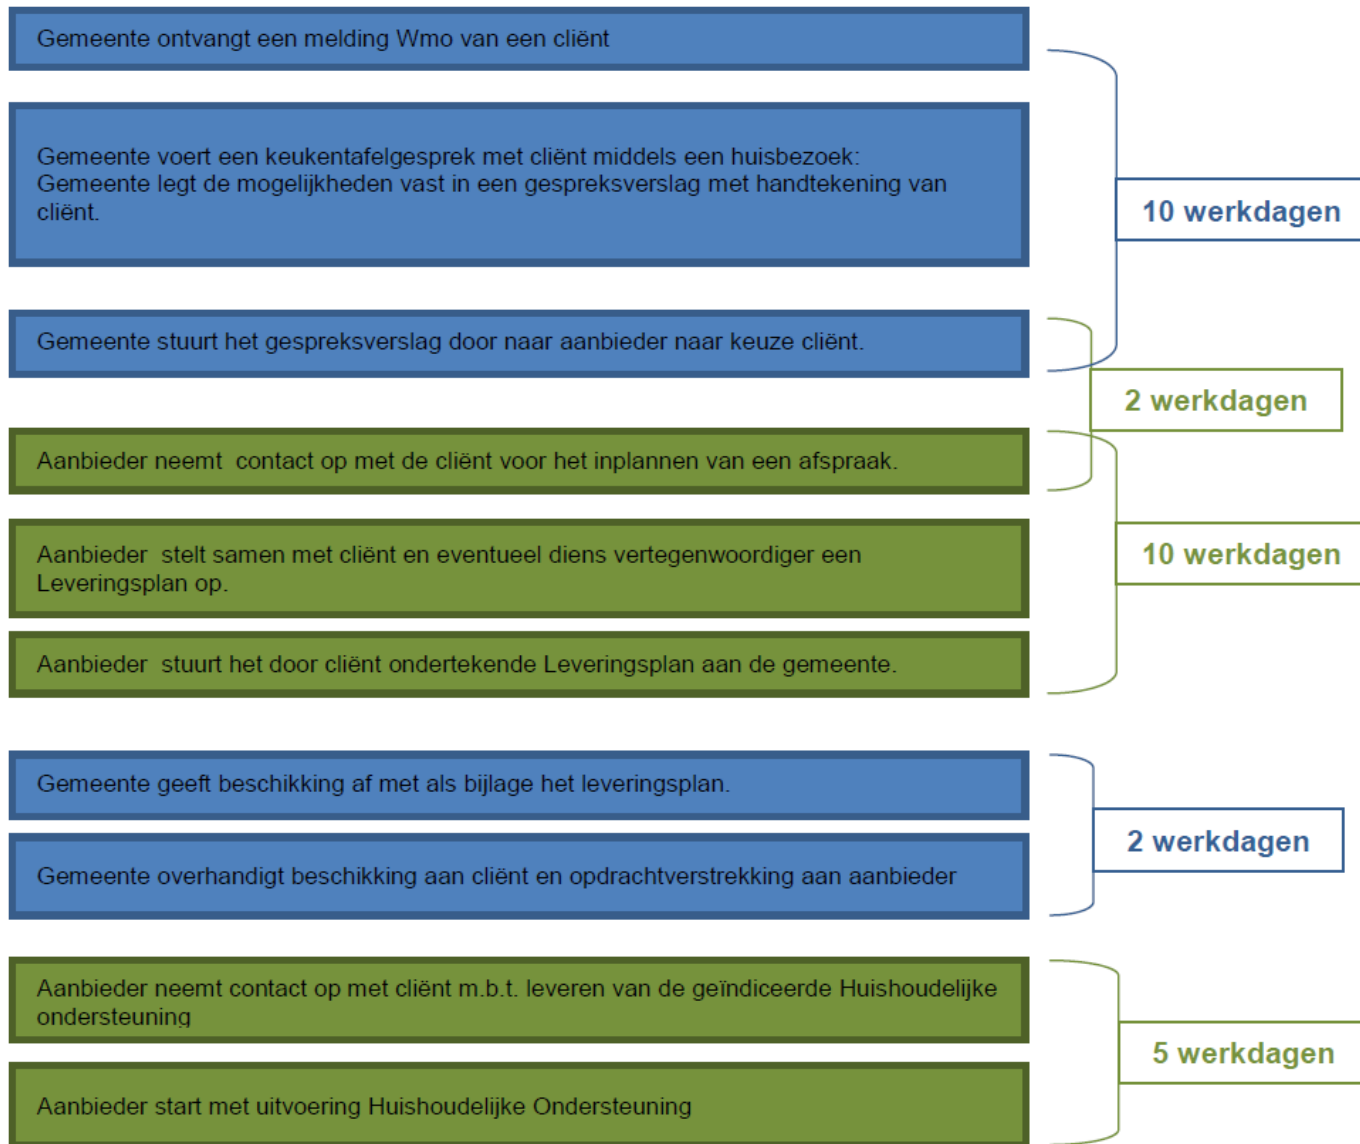 Gemeente ontvangt een melding Wmo van een cliënt
Gemeente voert een keukentafelgesprek met cliënt middels een huisbezoek:
Gemeente legt de mogelijkheden vast in een gespreksverslag met handtekening van
cliënt.
10 werkdagen
Gemeente stuurt het gespreksverslag door naar aanbieder naar keuze cliënt.
2 werkdagen
Aanbieder neemt contact op met de cliënt voor het inplannen van een afspraak.
Aanbieder stelt samen met cliënt en eventueel diens vertegenwoordiger een
Leveringsplan op.
10 werkdagen
Aanbieder stuurt het door cliënt ondertekende Leveringsplan aan de gemeente.
Gemeente geeft beschikking af met als bijlage het leveringsplan.
2 werkdagen
Gemeente overhandigt beschikking aan cliënt en opdrachtverstrekking aan aanbieder
Aanbieder neemt contact op met cliënt m.b.t. leveren van de geïndiceerde Huishoudelijke
ondersteuning
5 werkdagen
Aanbieder start met uitvoering Huishoudelijke Ondersteuning